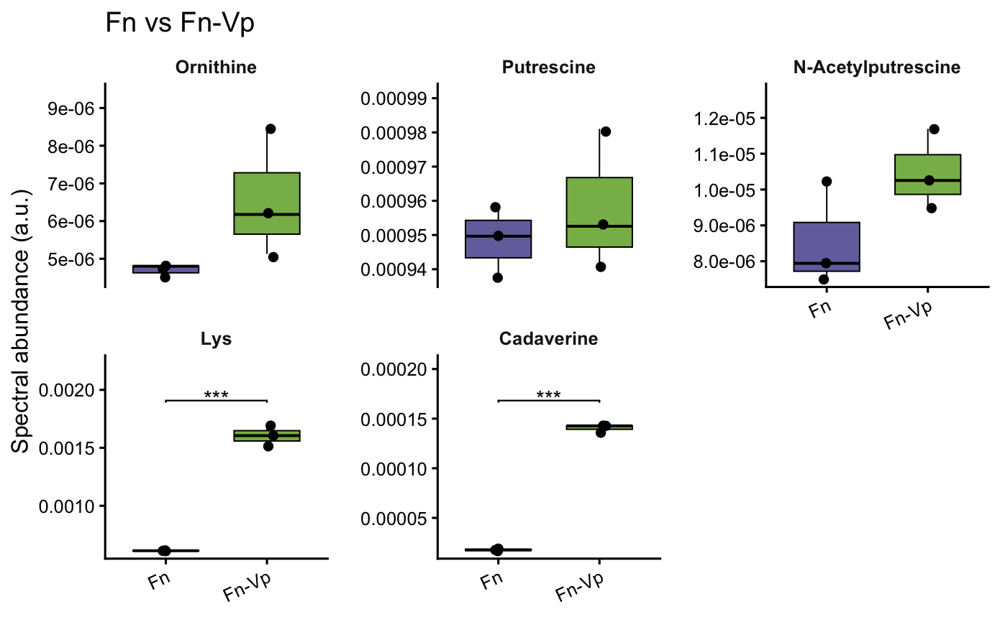 Fn vs Fn-Vp
Ornithine
Putrescine
N-Acetylputrescine
9e-06
8e-06
7e-06
6e-06
5e-06
0.00099
0.00098
0.00097
0.00096
0.00095
0.00094
1.2e-05
1.1e-05
1.0e-05
9.0e-06
8.0e-06
Fn
Fn-Vp
Spectral abundance (a.u.)
Lys
Cadaverine
0.0020
0.0015
0.0010
***
Fn
Fn-Vp
0.00020
0.00015
0.00010
0.00005
***
Fn
Fn-Vp